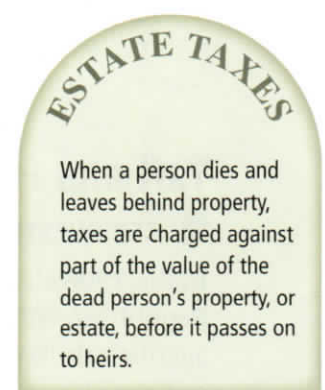 ESTATE TAXES
When a person dies and
leaves behind property,
taxes are charged against
part of the value of the
dead person's property, or
estate, before it passes on
to heirs.